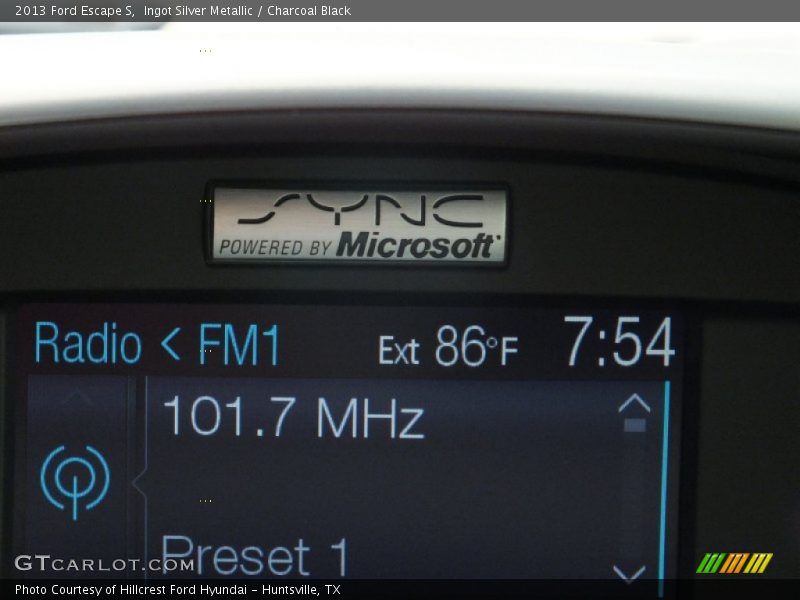 2013 Ford Escape S,  Ingot Silver Metallic / Charcoal Black
SYNC
POWERED BY Microsoft
Radio < FM1 Ext 86°F 7:54
101.7 MHz
Preset 1
GTCARLOT.COM
Photo Courtesy of Hillcrest Ford Hyundai - Huntsville, TX